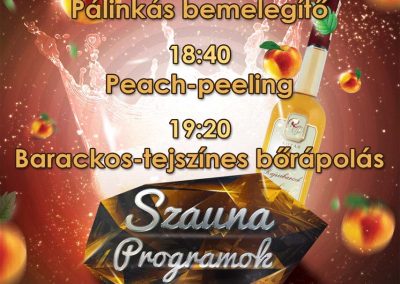 Pálinkás bemelegítő
18:40
Peach-peeling
19:20
Barackos-tejszínes bőrápolás
Szauna
Programok